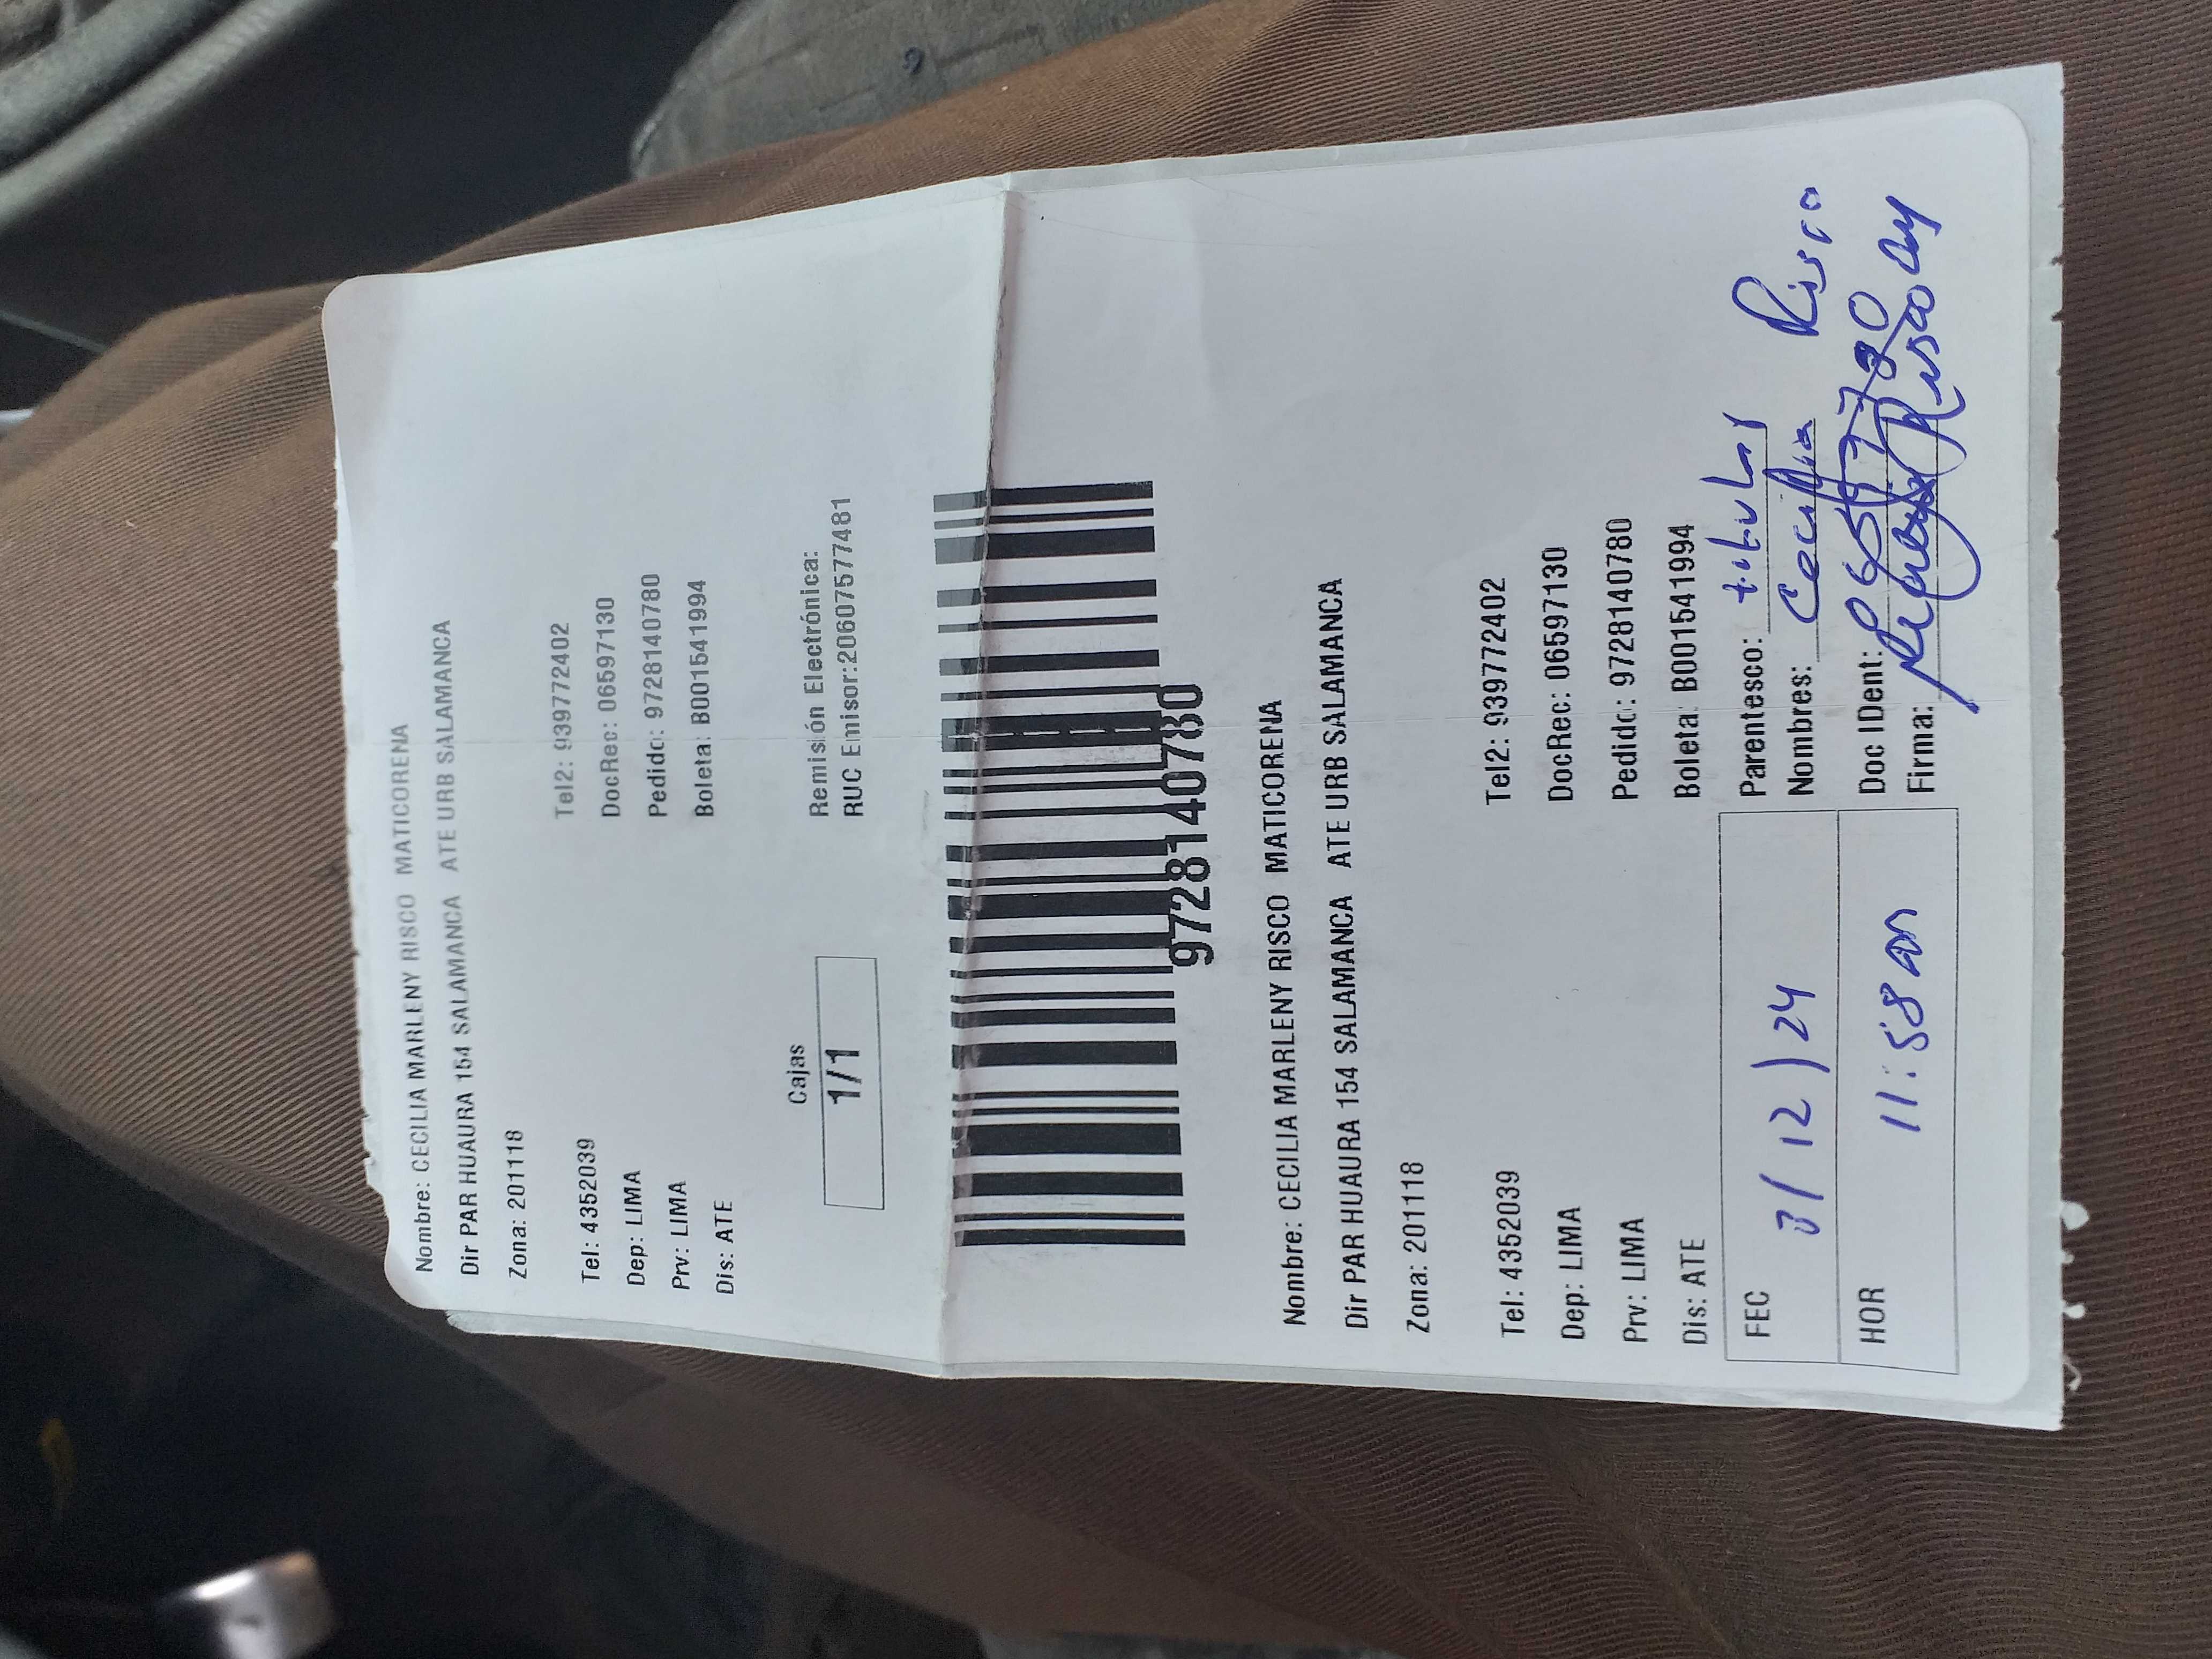 Nombre: CECILIA MARLENY RISCO MATICORENA
Dir PAR HUAURA 154 SALAMANCA ATE URB SALAMANCA
Zona: 201118
Tel: 4352039 Tel2: 939772402
Dep: LIMA DocRec: 06597130
Prv: LIMA Pedido: 97281140780
Dis: ATE Boleta: B001541994
Cajas
1/1
Remisión Electrónica:
RUC Emisor:20607577481
97281140780
Nombre: CECILIA MARLENY RISCO MATICORENA
Dir PAR HUAURA 154 SALAMANCA ATE URB SALAMANCA
Zona: 201118
Tel: 4352039 Tel2: 939772402
Dep: LIMA DocRec: 06597130
Prv: LIMA Pedido: 97281140780
Dis: ATE Boleta: B001541994
FEC /12/24 Parentesco: titular
Nombres: Cecilia Risco
HOR 11:58 am Doc IDent:
Firma: